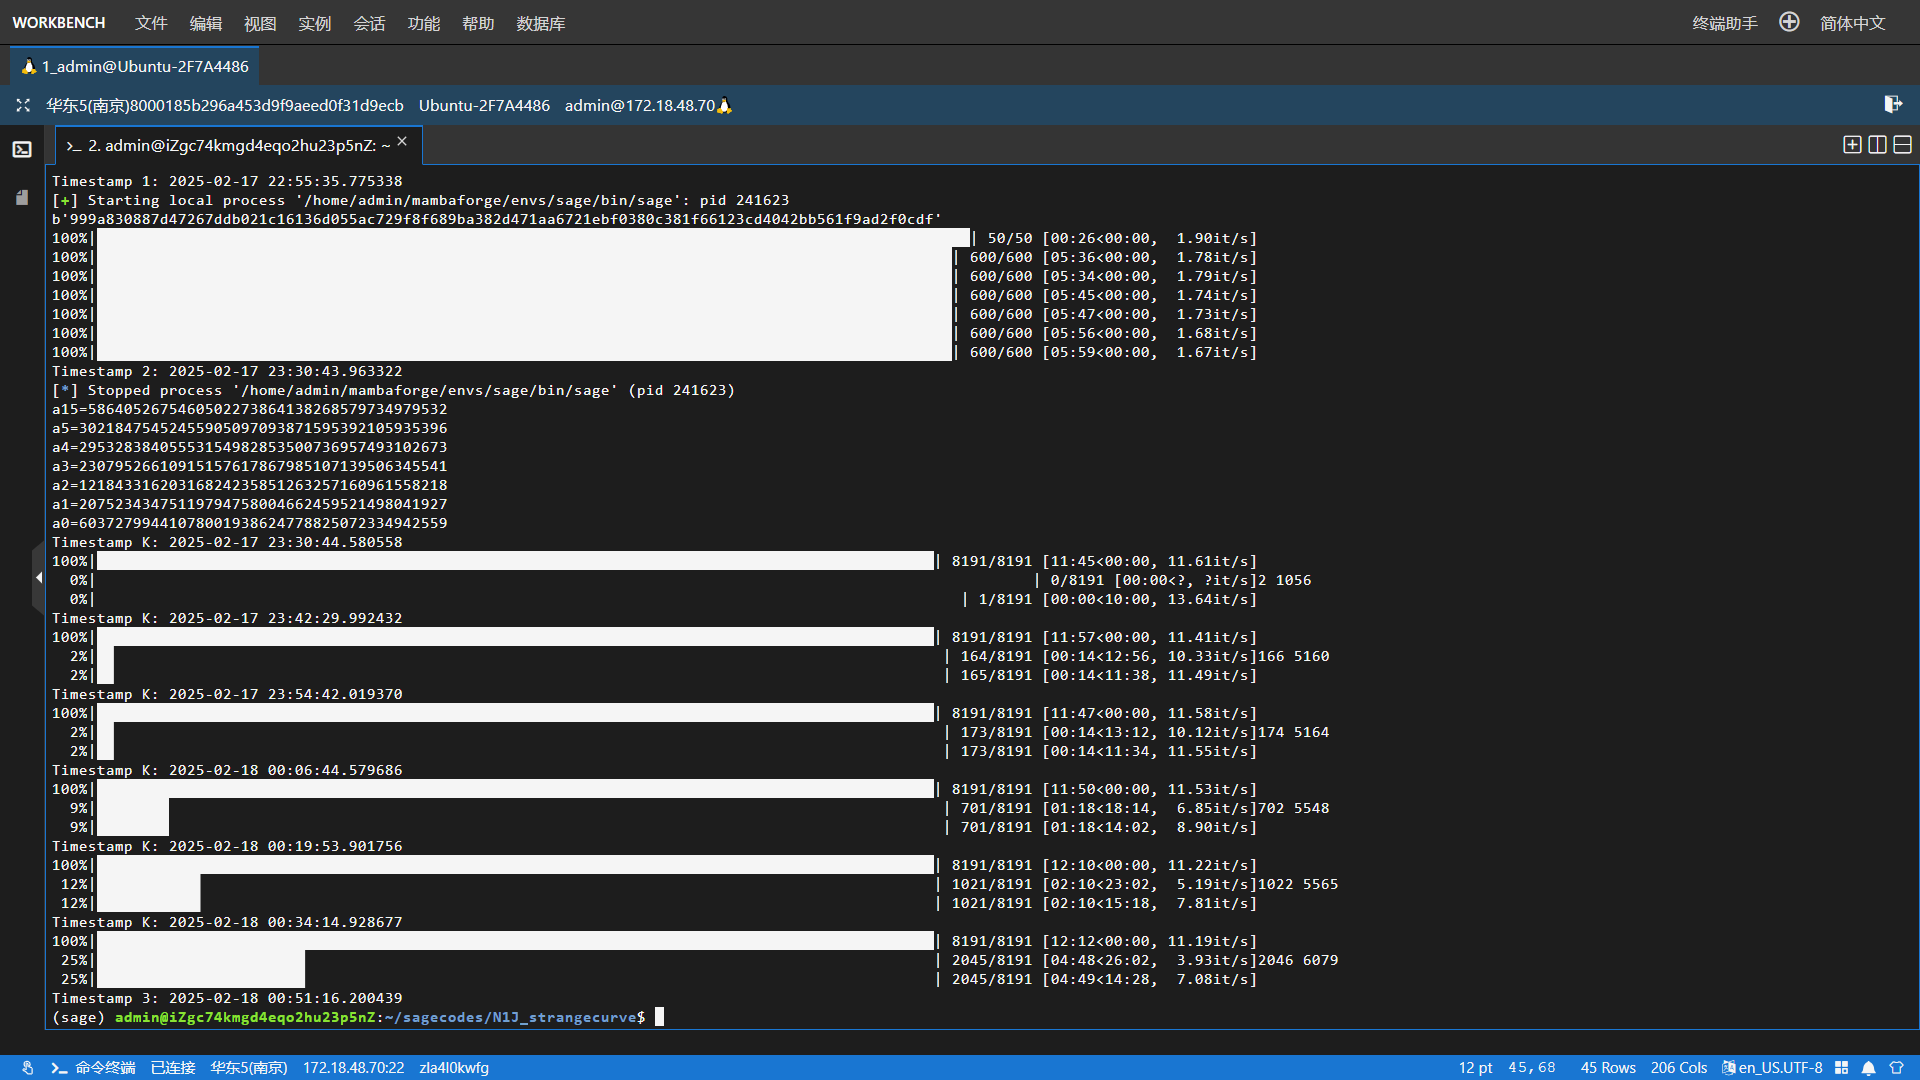 WORKBENCH 文件 编辑 视图 实例 会话 功能 帮助 数据库 终端助手 简体中文
1_admin@Ubuntu-2F7A4486
华东5(南京)8000185b296a453d9f9aeed0f31d9ecb Ubuntu-2F7A4486 admin@172.18.48.70
>_ 2. admin@iZgc74kmgd4eqo2hu23p5nZ: ~ ×
Timestamp 1: 2025-02-17 22:55:35.775338
[+] Starting local process '/home/admin/mambaforge/envs/sage/bin/sage': pid 241623
b'999a830887d47267ddb021c16136d055ac729f8f689ba382d471aa6721ebf0380c381f66123cd4042bb561f9ad2f0cdf'
100%| | 50/50 [00:26<00:00, 1.90it/s]
100%| | 600/600 [05:36<00:00, 1.78it/s]
100%| | 600/600 [05:34<00:00, 1.79it/s]
100%| | 600/600 [05:45<00:00, 1.74it/s]
100%| | 600/600 [05:47<00:00, 1.73it/s]
100%| | 600/600 [05:56<00:00, 1.68it/s]
100%| | 600/600 [05:59<00:00, 1.67it/s]
Timestamp 2: 2025-02-17 23:30:43.963322
[*] Stopped process '/home/admin/mambaforge/envs/sage/bin/sage' (pid 241623)
a15=58640526754605022738641382685797349​79532
a5=302184754524559050970938715953921059​35396
a4=295328384055531549828535007369574931​02673
a3=230795266109151576178679851071395063​45541
a2=121843316203168242358512632571609615​58218
a1=207523434751197947580046624595214980​41927
a0=603727994410780019386247788250723349​42559
Timestamp K: 2025-02-17 23:30:44.580558
100%| | 8191/8191 [11:45<00:00, 11.61it/s]
0%| | 0/8191 [00:00<?, ?it/s]2 1056
0%| | 1/8191 [00:00<10:00, 13.64it/s]
Timestamp K: 2025-02-17 23:42:29.992432
100%| | 8191/8191 [11:57<00:00, 11.41it/s]
2%| | 164/8191 [00:14<12:56, 10.33it/s]166 5160
2%| | 165/8191 [00:14<11:38, 11.49it/s]
Timestamp K: 2025-02-17 23:54:42.019370
100%| | 8191/8191 [11:47<00:00, 11.58it/s]
2%| | 173/8191 [00:14<13:12, 10.12it/s]174 5164
2%| | 173/8191 [00:14<11:34, 11.55it/s]
Timestamp K: 2025-02-18 00:06:44.579686
100%| | 8191/8191 [11:50<00:00, 11.53it/s]
9%| | 701/8191 [01:18<18:14, 6.85it/s]702 5548
9%| | 701/8191 [01:18<14:02, 8.90it/s]
Timestamp K: 2025-02-18 00:19:53.901756
100%| | 8191/8191 [12:10<00:00, 11.22it/s]
12%| | 1021/8191 [02:10<23:02, 5.19it/s]1022 5565
12%| | 1021/8191 [02:10<15:18, 7.81it/s]
Timestamp K: 2025-02-18 00:34:14.928677
100%| | 8191/8191 [12:12<00:00, 11.19it/s]
25%| | 2045/8191 [04:48<26:02, 3.93it/s]2046 6079
25%| | 2045/8191 [04:49<14:28, 7.08it/s]
Timestamp 3: 2025-02-18 00:51:16.200439
(sage) admin@iZgc74kmgd4eqo2hu23p5nZ:~/sagecodes/N1J_strangecurve$
>_ 命令终端 已连接 华东5(南京) 172.18.48.70:22 zla4l0kwfg 12 pt 45,68 45 Rows 206 Cols en_US.UTF-8